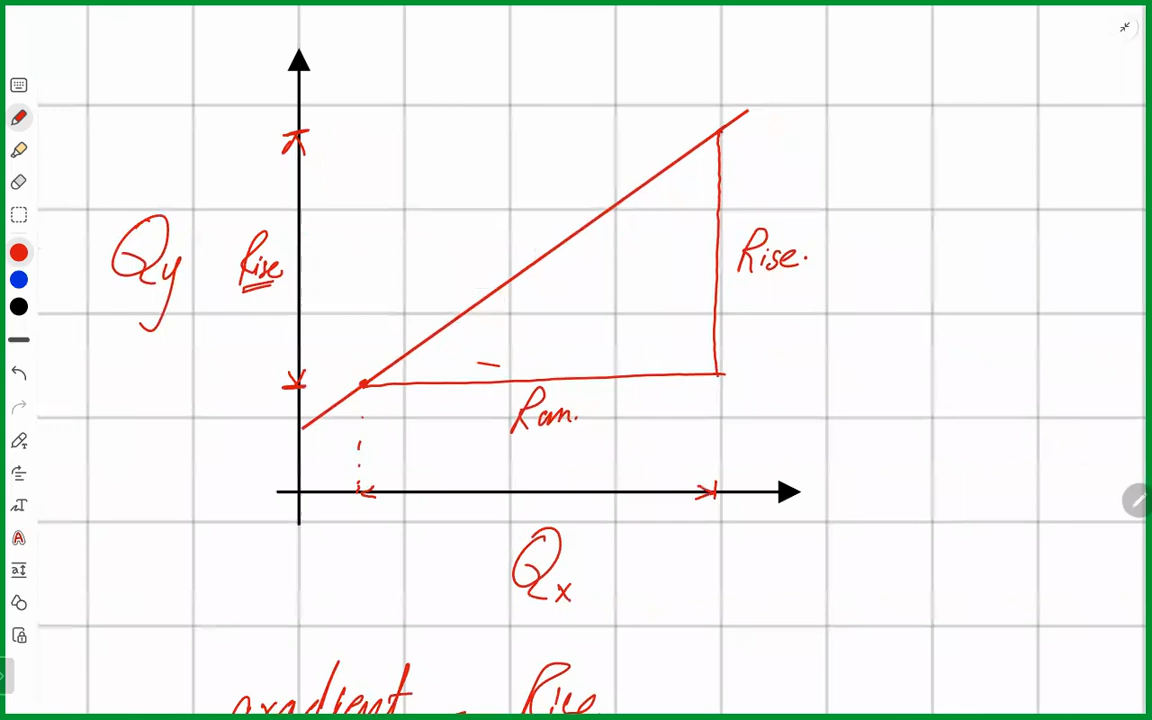 Qy Rise
Rise.
Run.
Qx
gradient = Rise